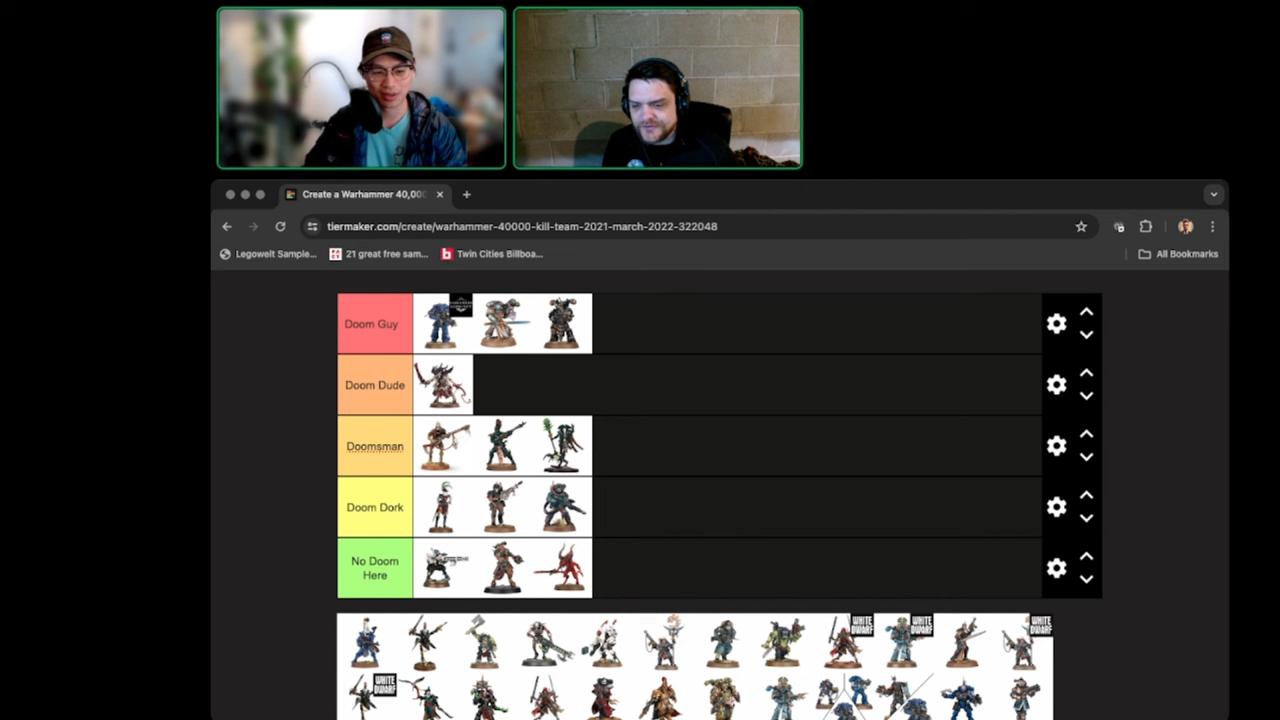 Create a Warhammer 40,00
tiermaker.com/create/warhammer-40000-kill-team-2021-march-2022-322048
Legowelt Sample...
21 great free sam...
Twin Cities Billboa...
All Bookmarks
Doom Guy
Doom Dude
Doomsman
Doom Dork
No Doom
Here
WHITE
DWARF
WHITE
DWARF
WHITE
DWARF
WHITE
DWARF